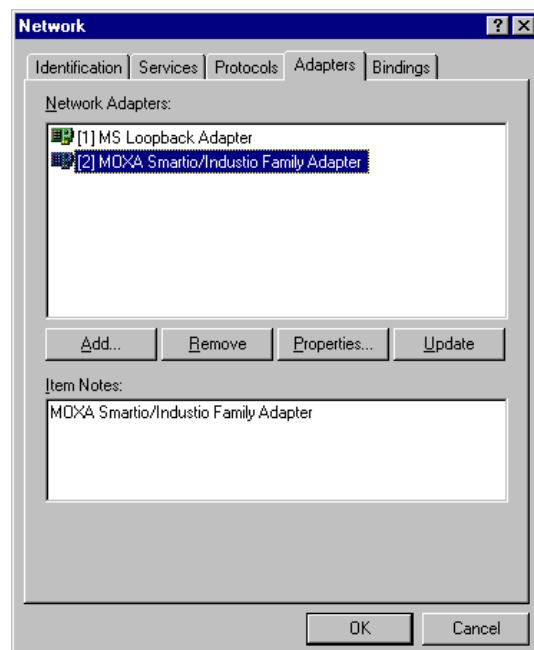 Network
Identification Services Protocols Adapters Bindings
Network Adapters:
[1] MS Loopback Adapter
[2] MOXA Smartio/Industio Family Adapter
Add... Remove Properties... Update
Item Notes:
MOXA Smartio/Industio Family Adapter
OK Cancel